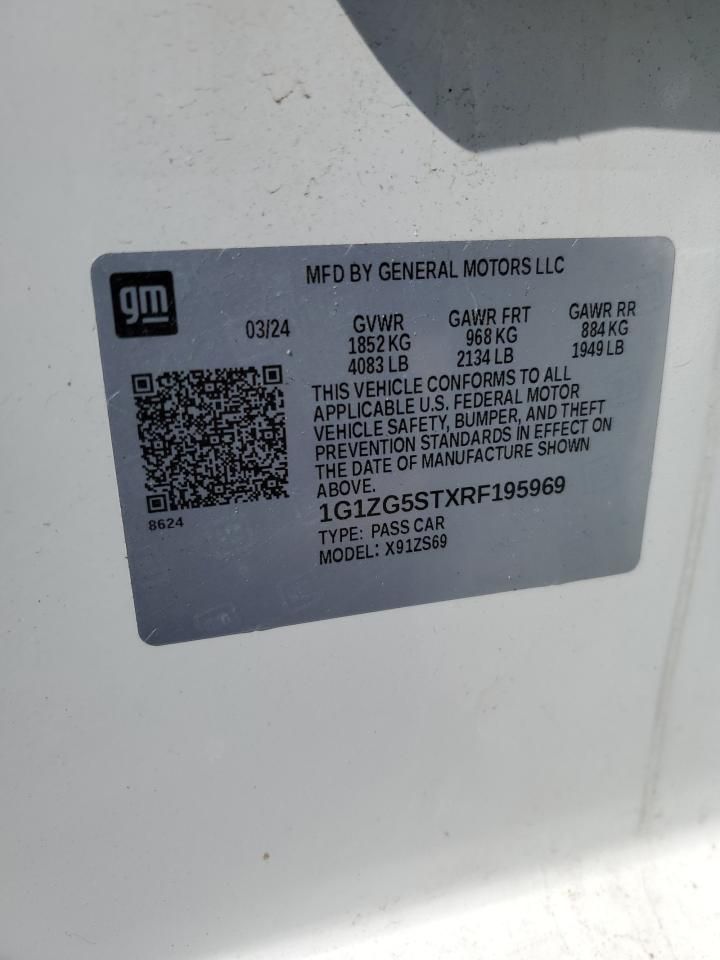 gm
MFD BY GENERAL MOTORS LLC
03/24
GVWR
1852 KG
4083 LB
GAWR FRT
968 KG
2134 LB
GAWR RR
884 KG
1949 LB
THIS VEHICLE CONFORMS TO ALL
APPLICABLE U.S. FEDERAL MOTOR
VEHICLE SAFETY, BUMPER, AND THEFT
PREVENTION STANDARDS IN EFFECT ON
THE DATE OF MANUFACTURE SHOWN
ABOVE.
8624
1G1ZG5STXRF195969
TYPE: PASS CAR
MODEL: X91ZS69